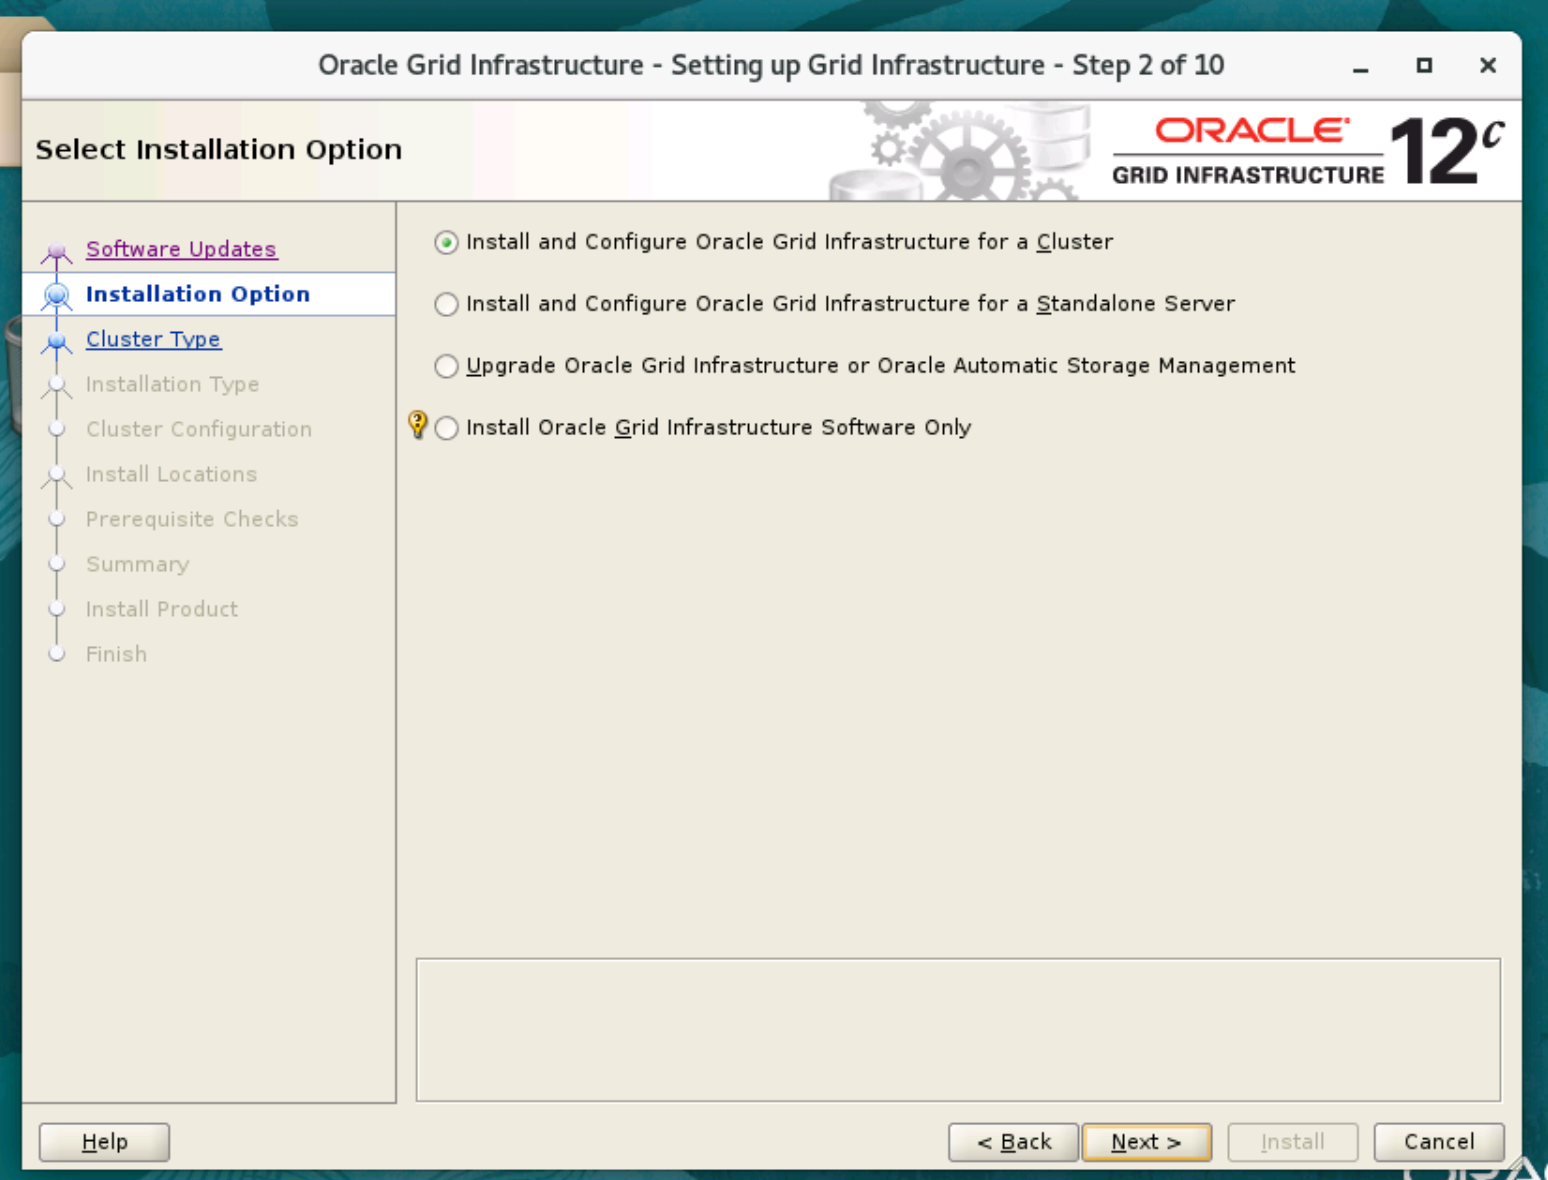 Oracle Grid Infrastructure - Setting up Grid Infrastructure - Step 2 of 10
Select Installation Option
ORACLE
GRID INFRASTRUCTURE
12c
Software Updates
Installation Option
Cluster Type
Installation Type
Cluster Configuration
Install Locations
Prerequisite Checks
Summary
Install Product
Finish
Install and Configure Oracle Grid Infrastructure for a Cluster
Install and Configure Oracle Grid Infrastructure for a Standalone Server
Upgrade Oracle Grid Infrastructure or Oracle Automatic Storage Management
Install Oracle Grid Infrastructure Software Only
Help
< Back
Next >
Install
Cancel